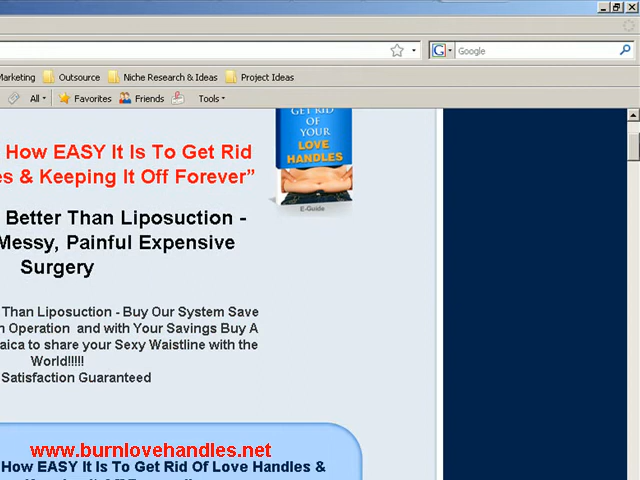 Google
Marketing Outsource Niche Research & Ideas Project Ideas
All Favorites Friends Tools
GET RID
OF
YOUR
LOVE
HANDLES
E-Guide
How EASY It Is To Get Rid
es & Keeping It Off Forever”
Better Than Liposuction -
Messy, Painful Expensive
Surgery
Than Liposuction - Buy Our System Save
n Operation and with Your Savings Buy A
aica to share your Sexy Waistline with the
World!!!!!
Satisfaction Guaranteed
www.burnlovehandles.net
How EASY It Is To Get Rid Of Love Handles &